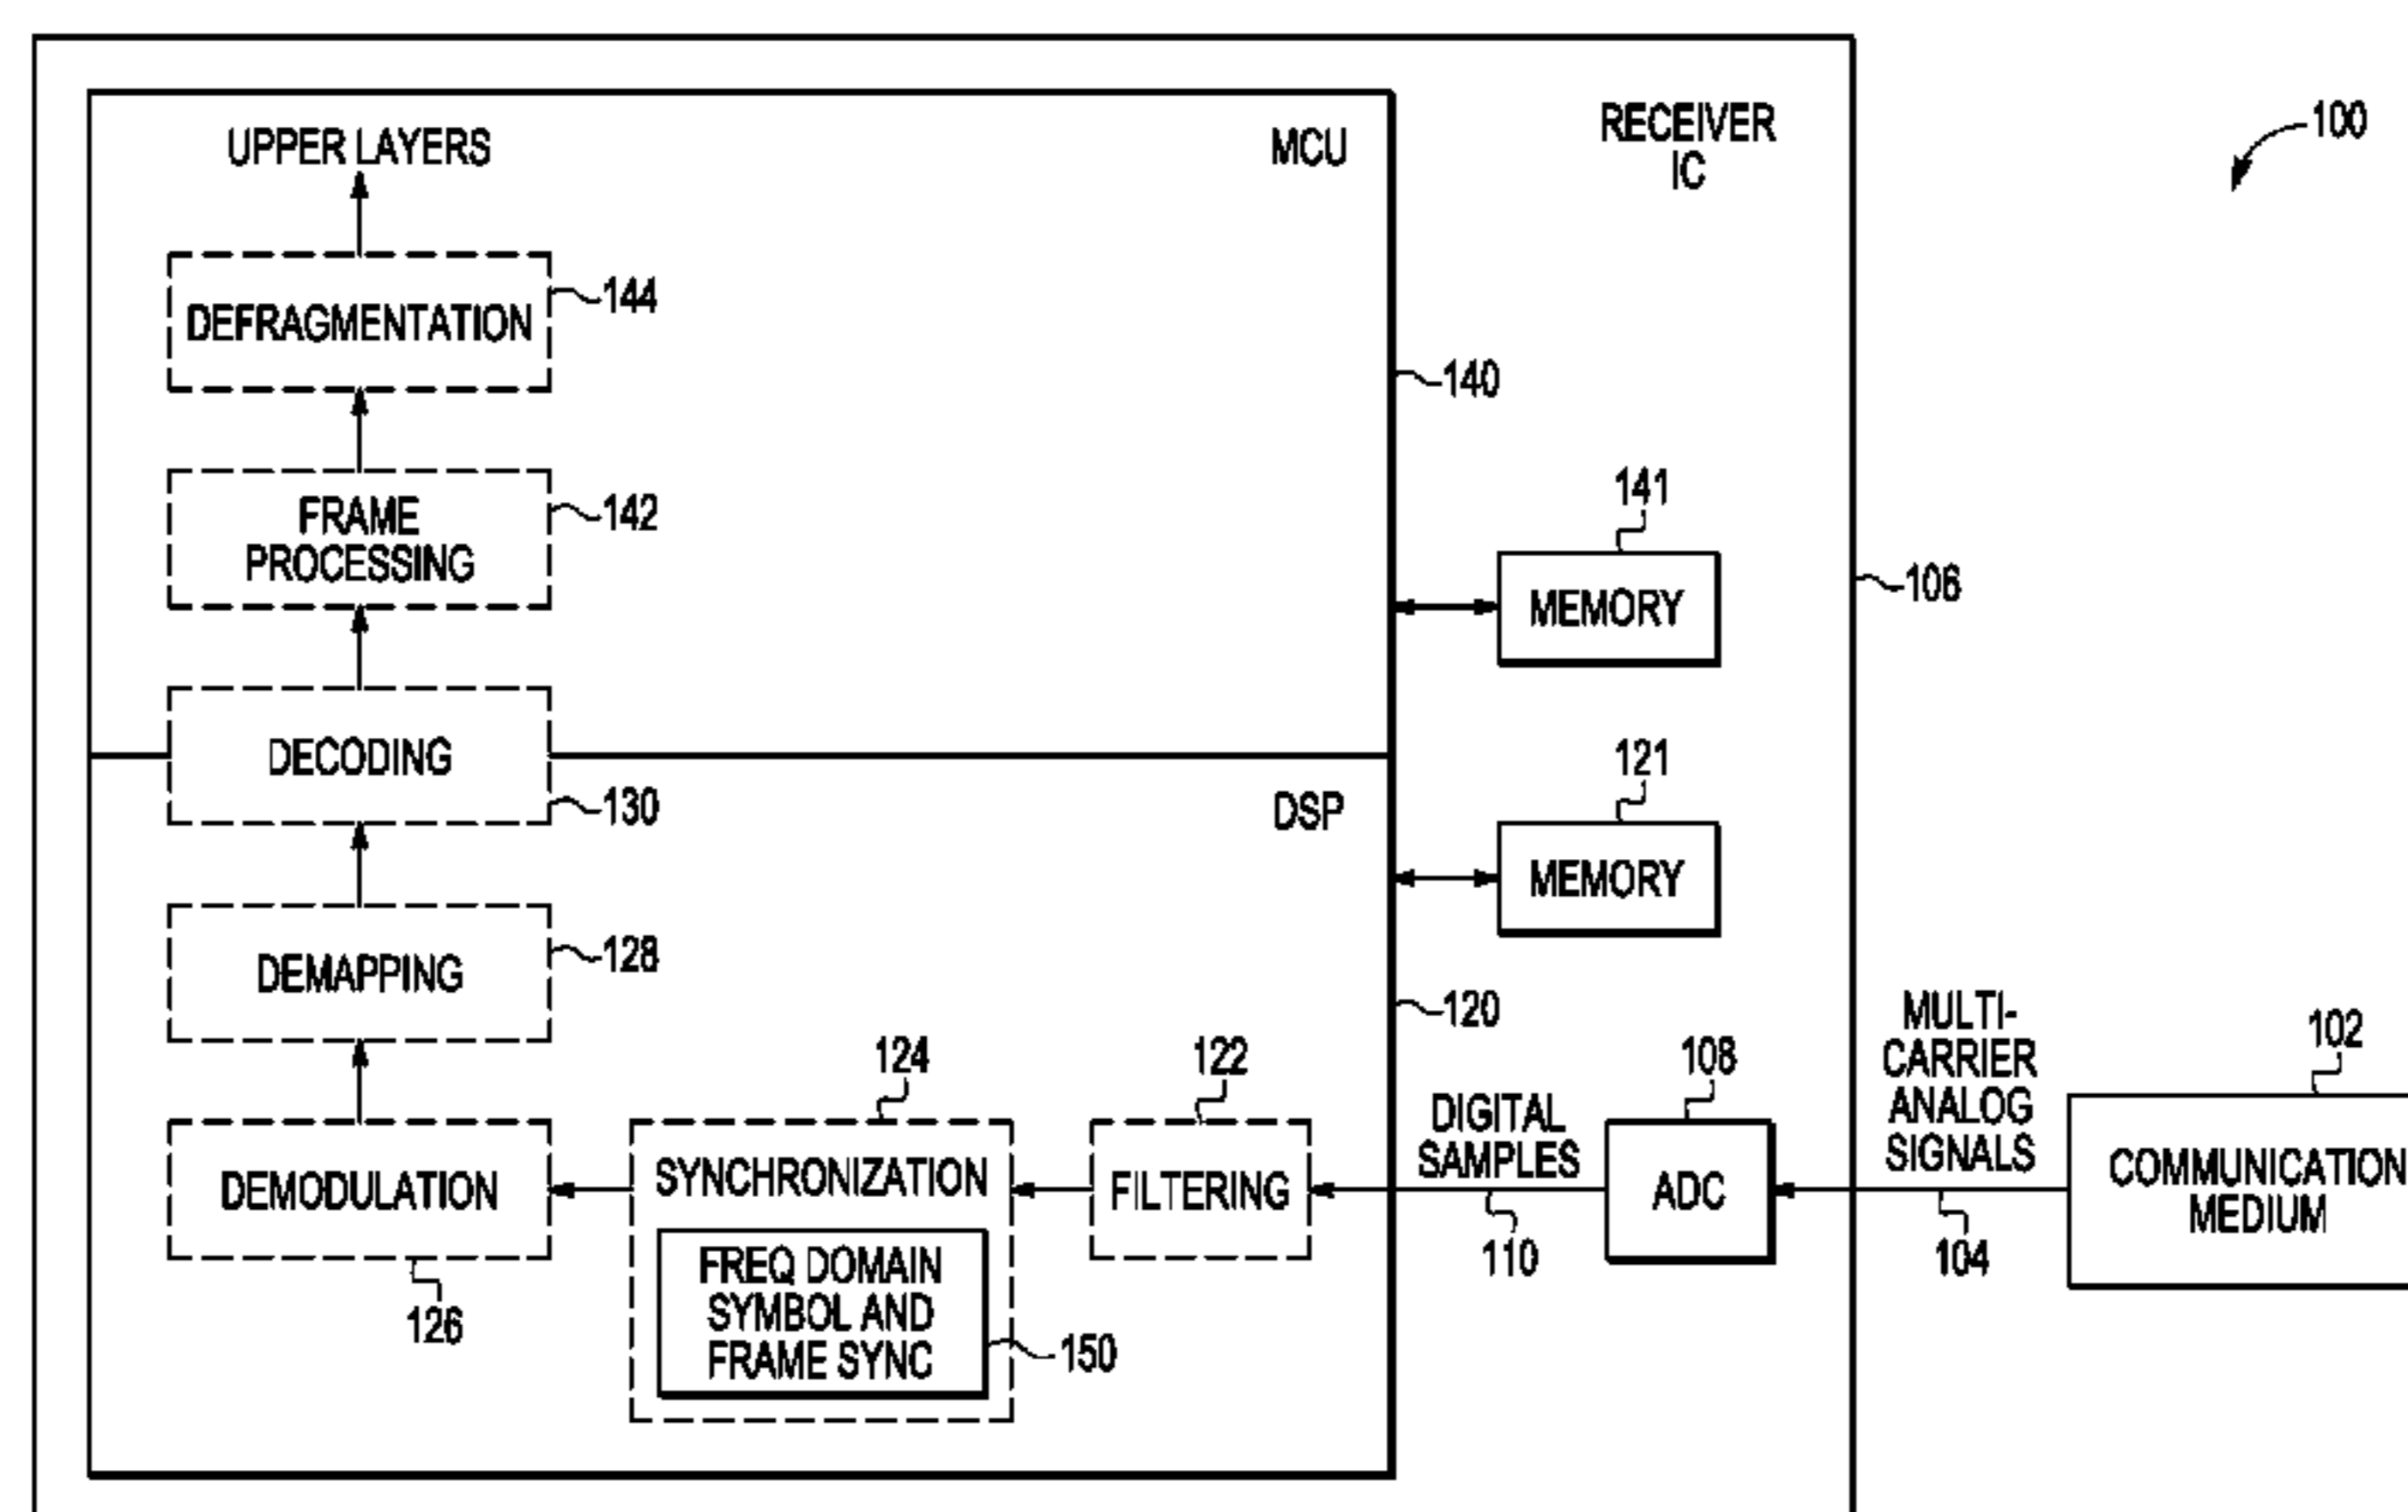 UPPER LAYERS
MCU
RECEIVER
IC
100
DEFRAGMENTATION
144
140
FRAME
PROCESSING
142
141
MEMORY
106
DECODING
130
DSP
121
MEMORY
DEMAPPING
128
120
124
122
DIGITAL
SAMPLES
108
MULTI-
CARRIER
ANALOG
SIGNALS
102
DEMODULATION
126
SYNCHRONIZATION
FREQ DOMAIN
SYMBOL AND
FRAME SYNC
150
FILTERING
110
ADC
104
COMMUNICATION
MEDIUM